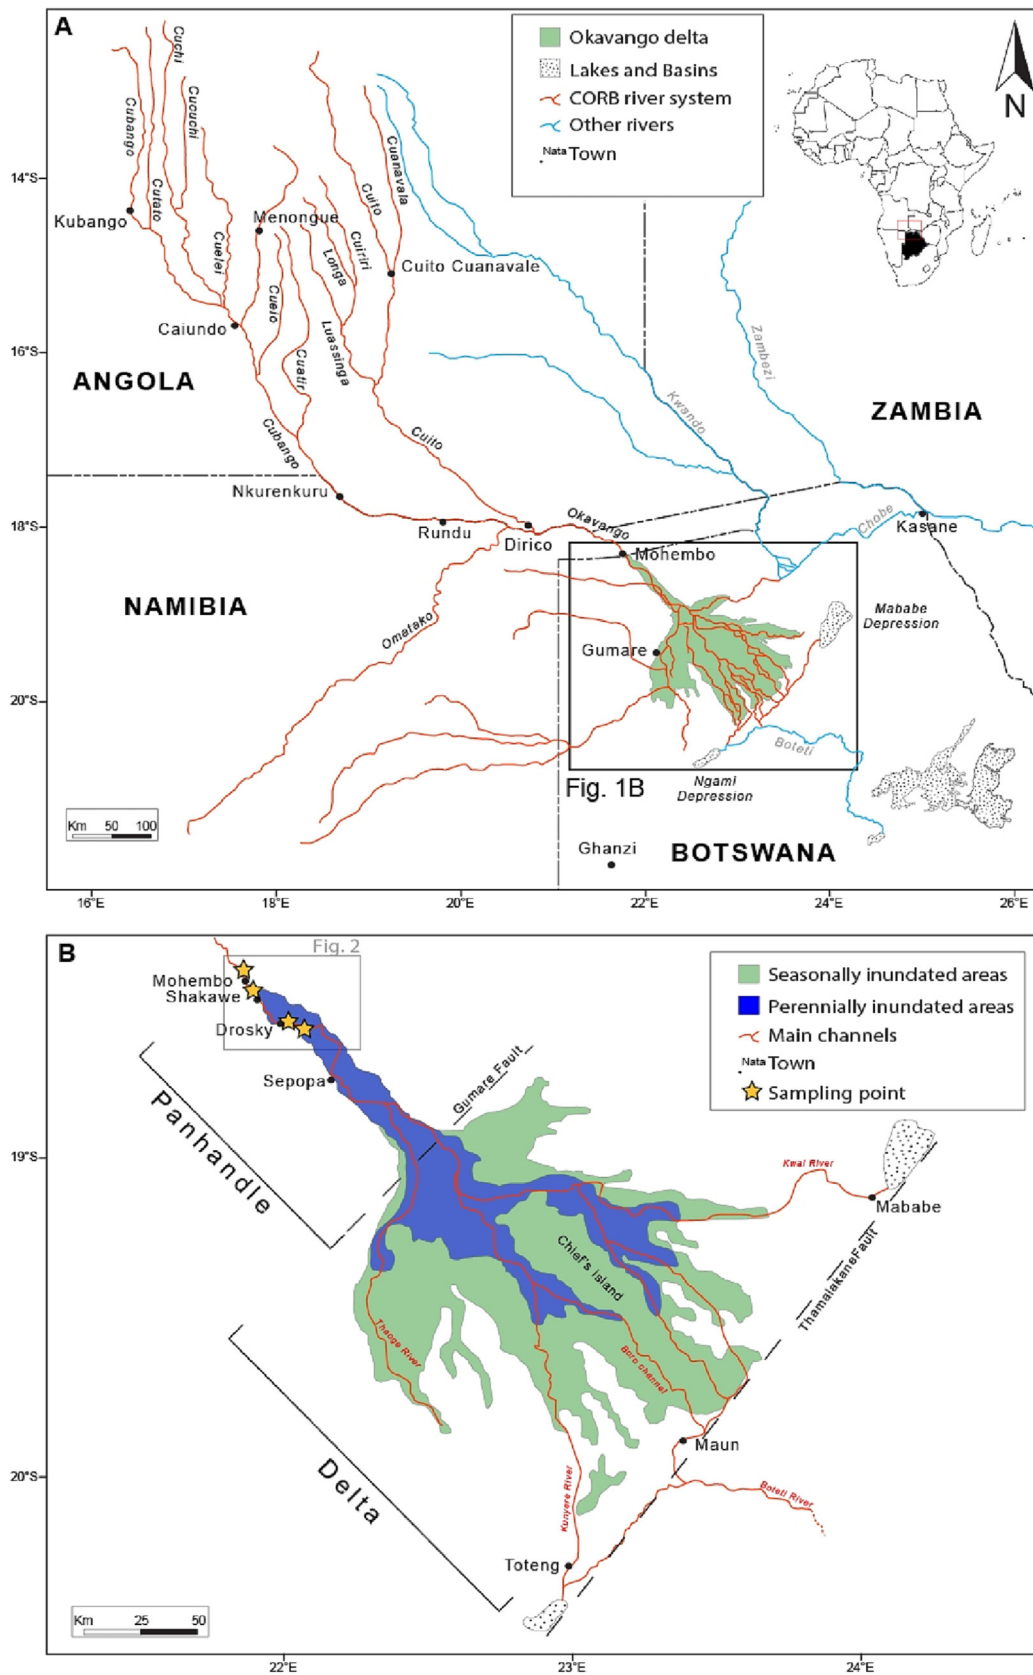 A
Okavango delta
Lakes and Basins
CORB river system
Other rivers
Nata Town
N
Cuchi
Cubango
Cucuchi
Cutato
Cuelei
Cuito
Cuanavala
14°S
Kubango
Menongue
Cuiriri
Longa
Cuito Cuanavale
Cueio
Luassinga
Cuatir
Caiundo
16°S
ANGOLA
Zambezi
Kwando
ZAMBIA
Cubango
Cuito
Nkurenkuru
Rundu
Dirico
Okavango
Mohembo
Chobe
Kasane
18°S
NAMIBIA
Omatako
Gumare
Mababe
Depression
20°S
Boteti
Ngami
Depression
Fig. 1B
Km 50 100
Ghanzi
BOTSWANA
16°E 18°E 20°E 22°E 24°E 26°E
B
Fig. 2
Seasonally inundated areas
Perennially inundated areas
Main channels
Nata Town
Sampling point
Mohembo
Shakawe
Drosky
Sepopa
Gumare Fault
Panhandle
19°S
Kwai River
Mababe
Thamalakane Fault
Chief's island
Thaoge River
Boro channel
Delta
Maun
20°S
Boteti River
Kunyere River
Toteng
Km 25 50
22°E 23°E 24°E